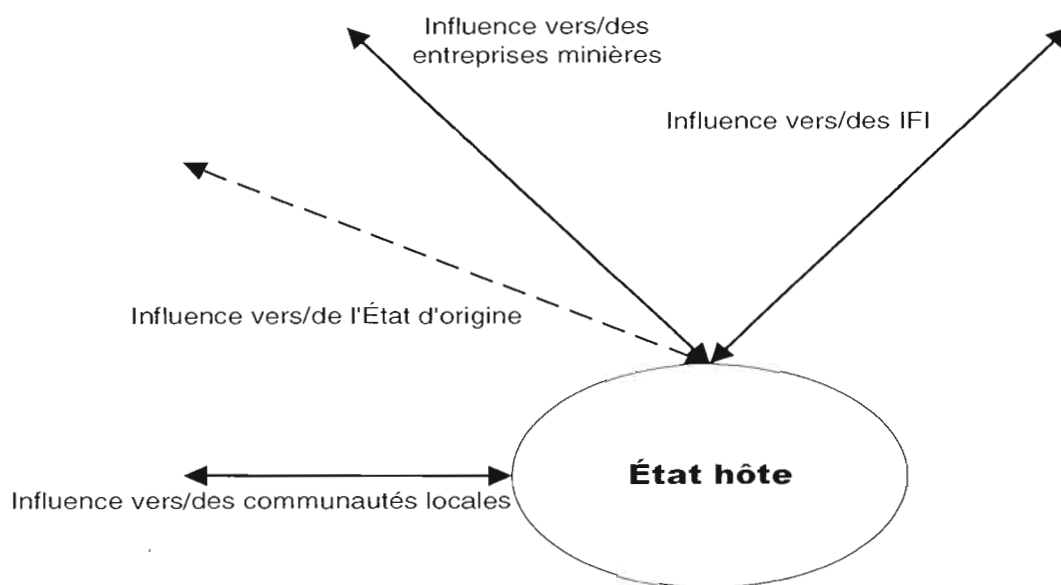 Influence vers/des
entreprises minières
Influence vers/des IFI
Influence vers/de l'État d'origine
État hôte
Influence vers/des communautés locales